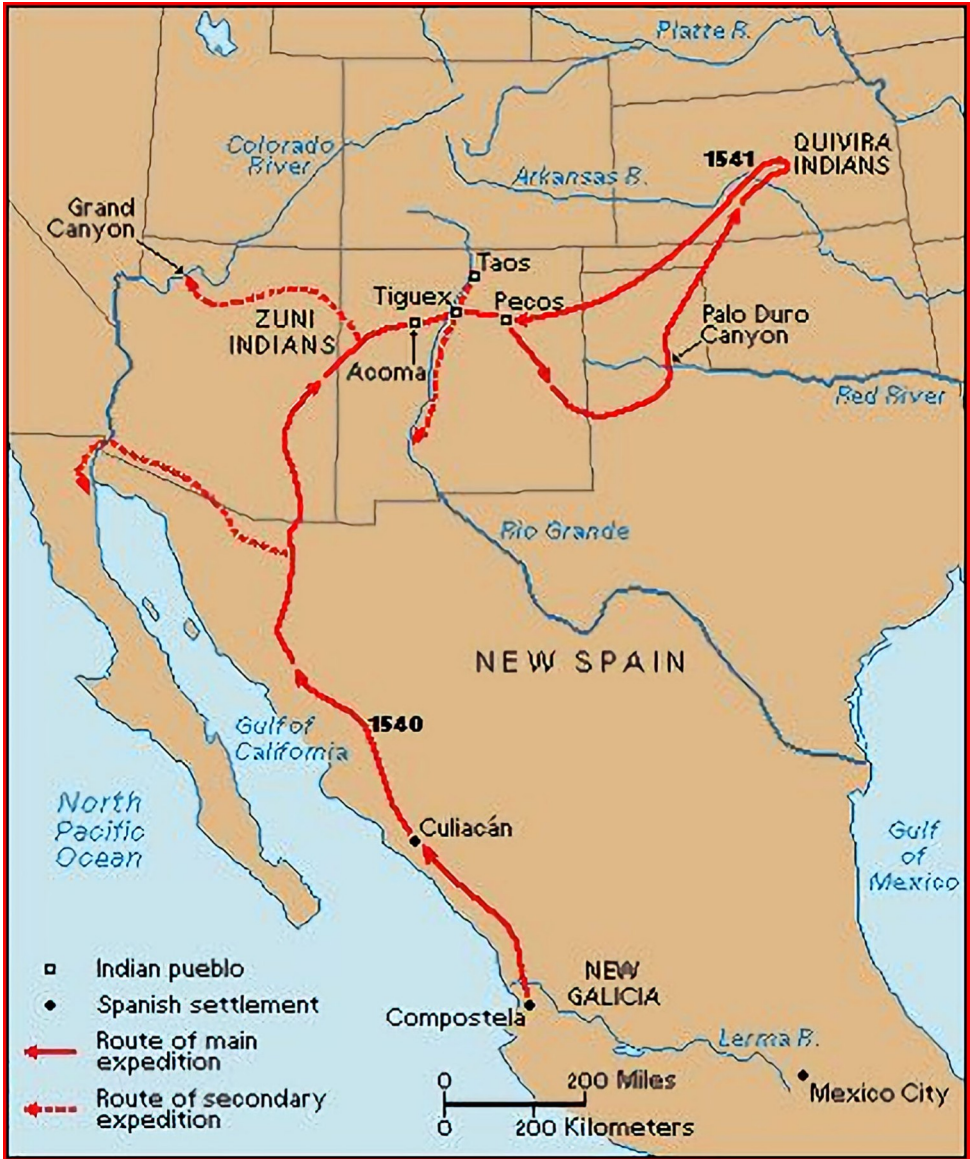 Platte R.
Colorado
River
1541
QUIVIRA
INDIANS
Arkansas R.
Grand
Canyon
Taos
Tiguex
Pecos
ZUNI
INDIANS
Palo Duro
Canyon
Acoma
Red River
Rio Grande
NEW SPAIN
1540
Gulf of
California
North
Pacific
Ocean
Culiacán
Gulf
of
Mexico
Indian pueblo
NEW
GALICIA
Spanish settlement
Compostela
Route of main
expedition
Lerma R.
0 200 Miles
Mexico City
Route of secondary
expedition
0 200 Kilometers